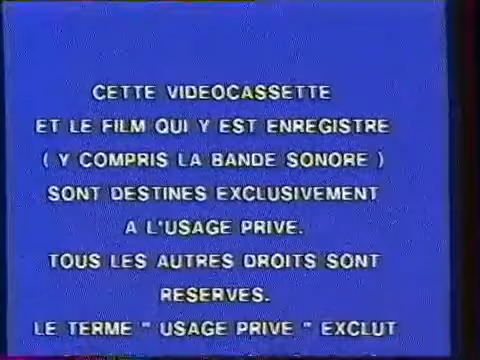 CETTE VIDEOCASSETTE
ET LE FILM QUI Y EST ENREGISTRE
( Y COMPRIS LA BANDE SONORE )
SONT DESTINES EXCLUSIVEMENT
A L'USAGE PRIVE.
TOUS LES AUTRES DROITS SONT
RESERVES.
LE TERME " USAGE PRIVE " EXCLUT